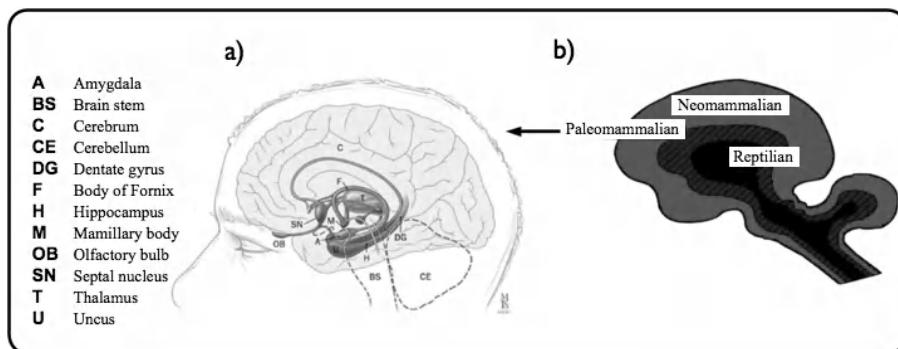 a)
b)
A Amygdala
BS Brain stem
C Cerebrum
CE Cerebellum
DG Dentate gyrus
F Body of Fornix
H Hippocampus
M Mamillary body
OB Olfactory bulb
SN Septal nucleus
T Thalamus
U Uncus
C
F
T
SN
M
OB
A
U
DG
H
BS
CE
Neomammalian
Paleomammalian
Reptilian